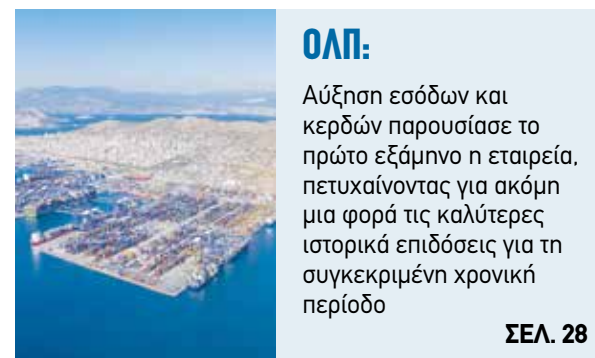 ΟΛΠ:
Αύξηση εσόδων και
κερδών παρουσίασε το
πρώτο εξάμηνο η εταιρεία,
πετυχαίνοντας για ακόμη
μια φορά τις καλύτερες
ιστορικά επιδόσεις για τη
συγκεκριμένη χρονική
περίοδο
ΣΕΛ. 28